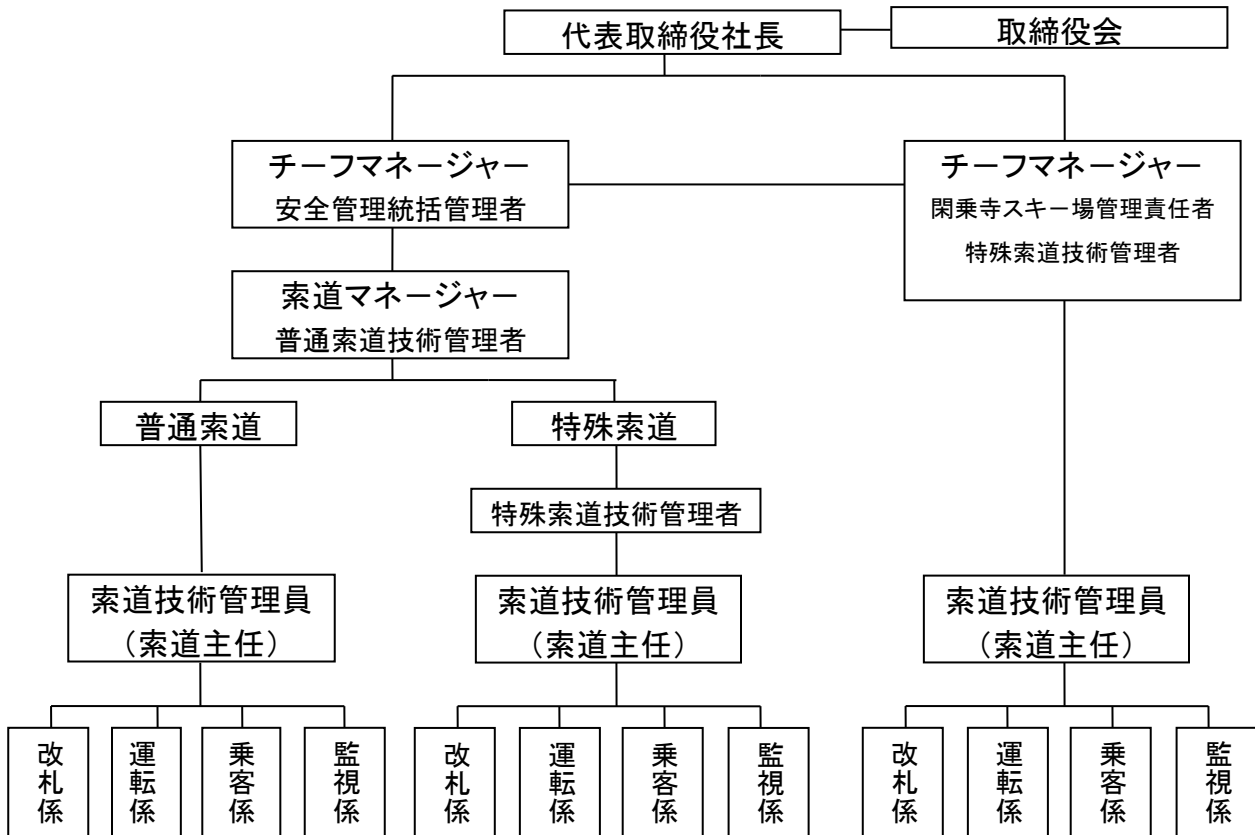 代表取締役社長
取締役会
チーフマネージャー
安全管理統括管理者
チーフマネージャー
閑乗寺スキー場管理責任者
特殊索道技術管理者
索道マネージャー
普通索道技術管理者
普通索道
特殊索道
特殊索道技術管理者
索道技術管理員
（索道主任）
索道技術管理員
（索道主任）
索道技術管理員
（索道主任）
改札係
運転係
乗客係
監視係
改札係
運転係
乗客係
監視係
改札係
運転係
乗客係
監視係